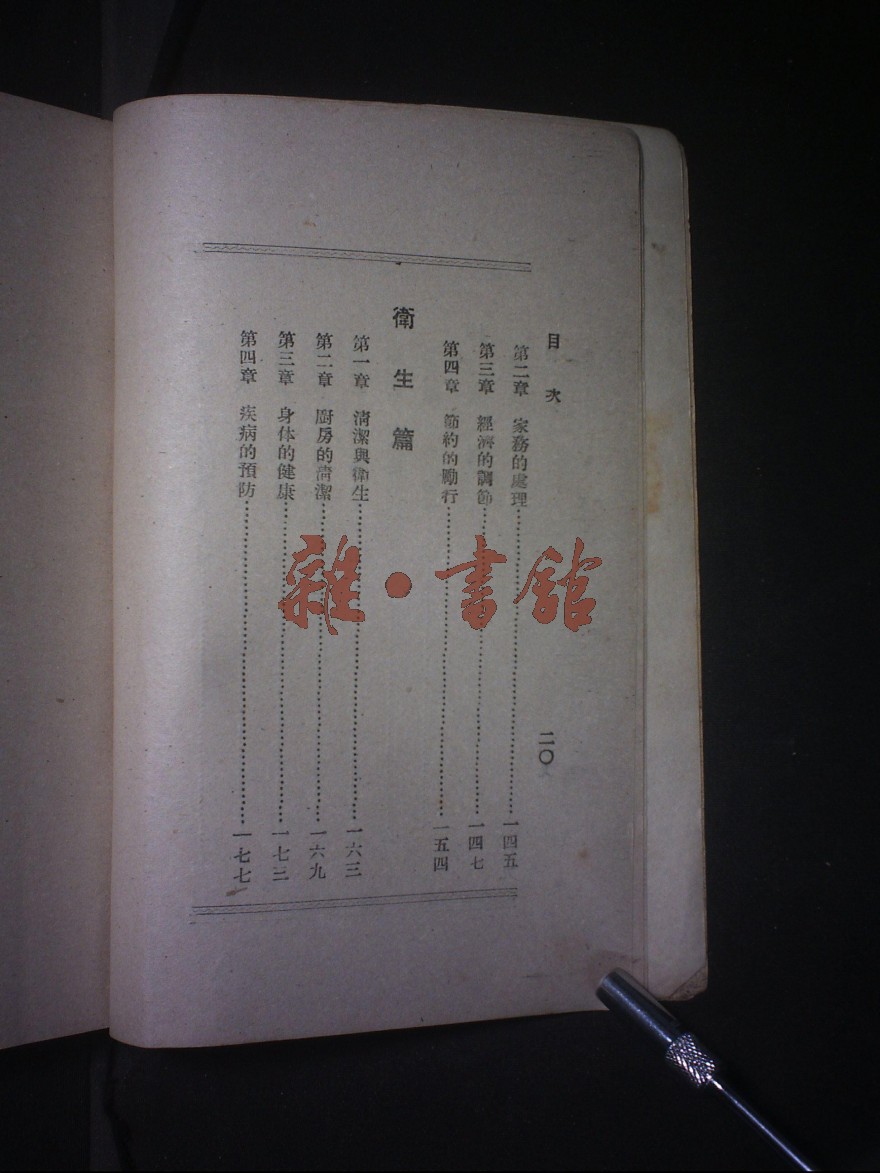 目次
二〇
第二章 家務的處理 一四五
第三章 經濟的調節 一四七
第四章 節約的勵行 一五四
衛生篇
第一章 淸潔與衛生 一六三
第二章 廚房的淸潔 一六九
第三章 身体的健康 一七三
第四章 疾病的預防 一七七
雜·書館